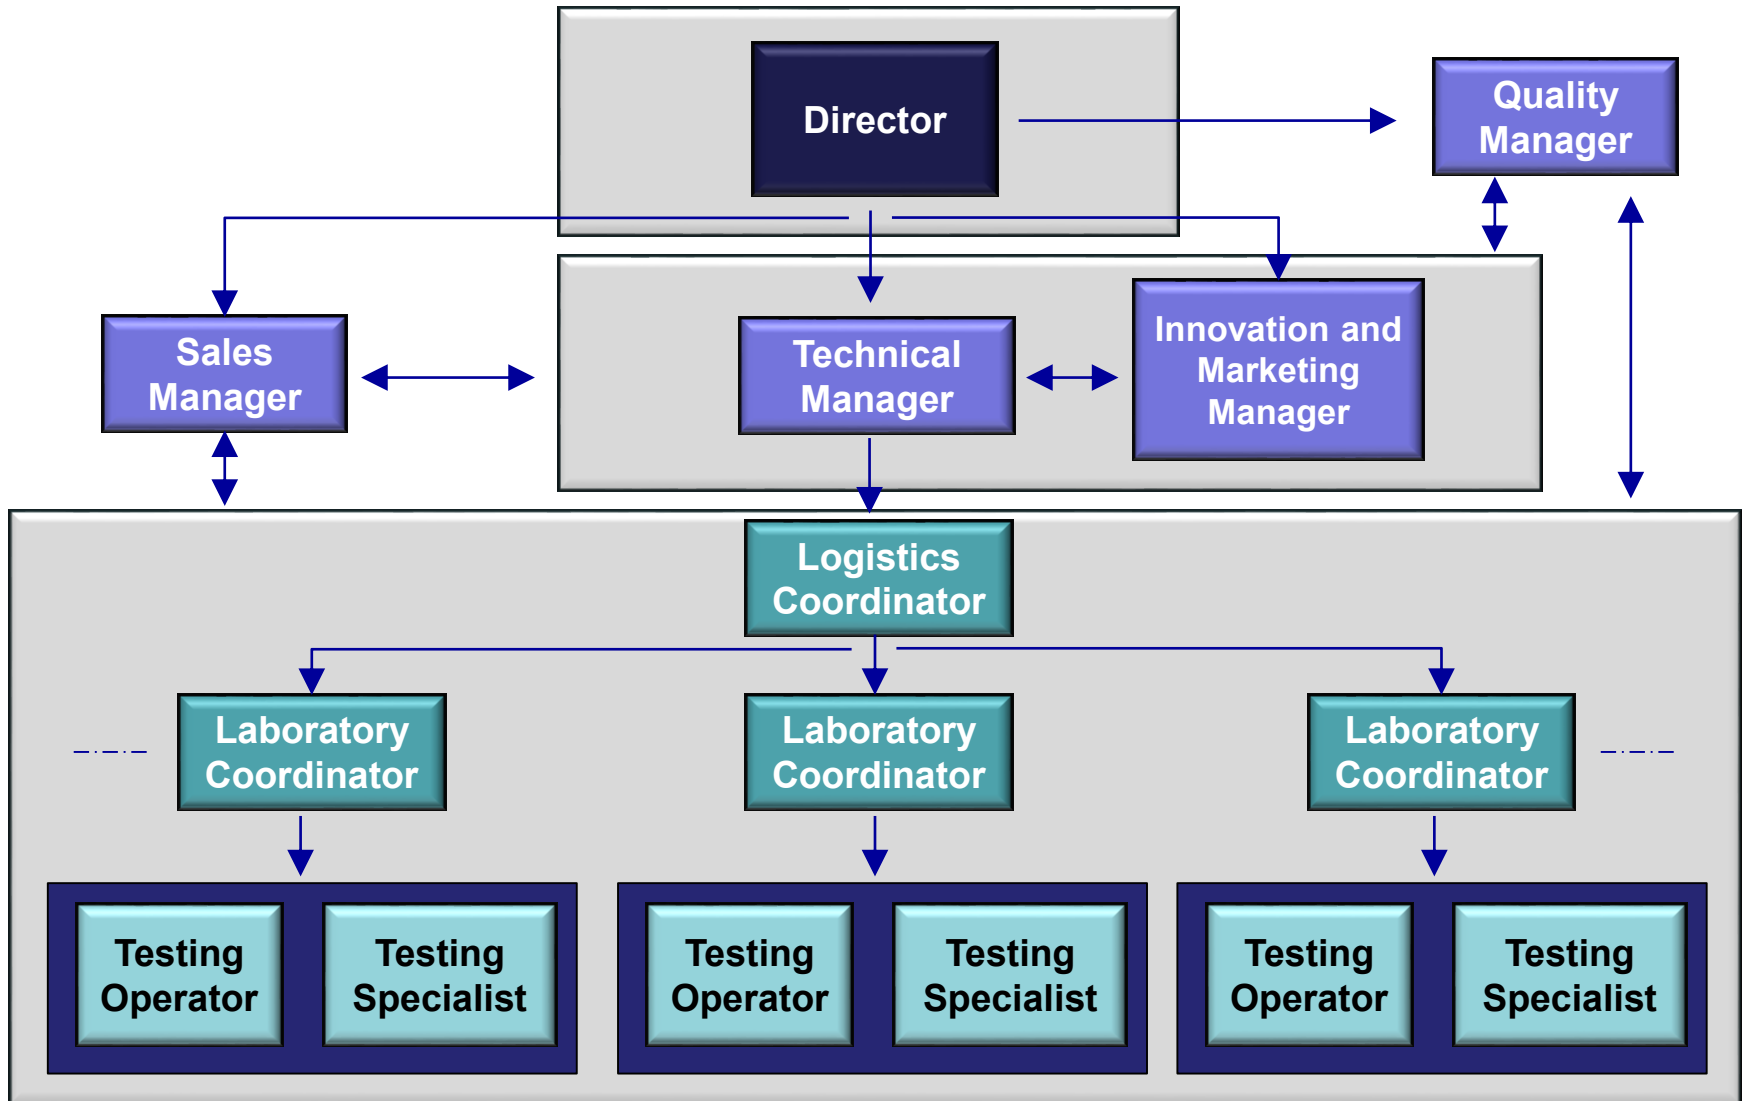 Director
Quality
Manager
Sales
Manager
Technical
Manager
Innovation and
Marketing
Manager
Logistics
Coordinator
Laboratory
Coordinator
Laboratory
Coordinator
Laboratory
Coordinator
Testing
Operator
Testing
Specialist
Testing
Operator
Testing
Specialist
Testing
Operator
Testing
Specialist